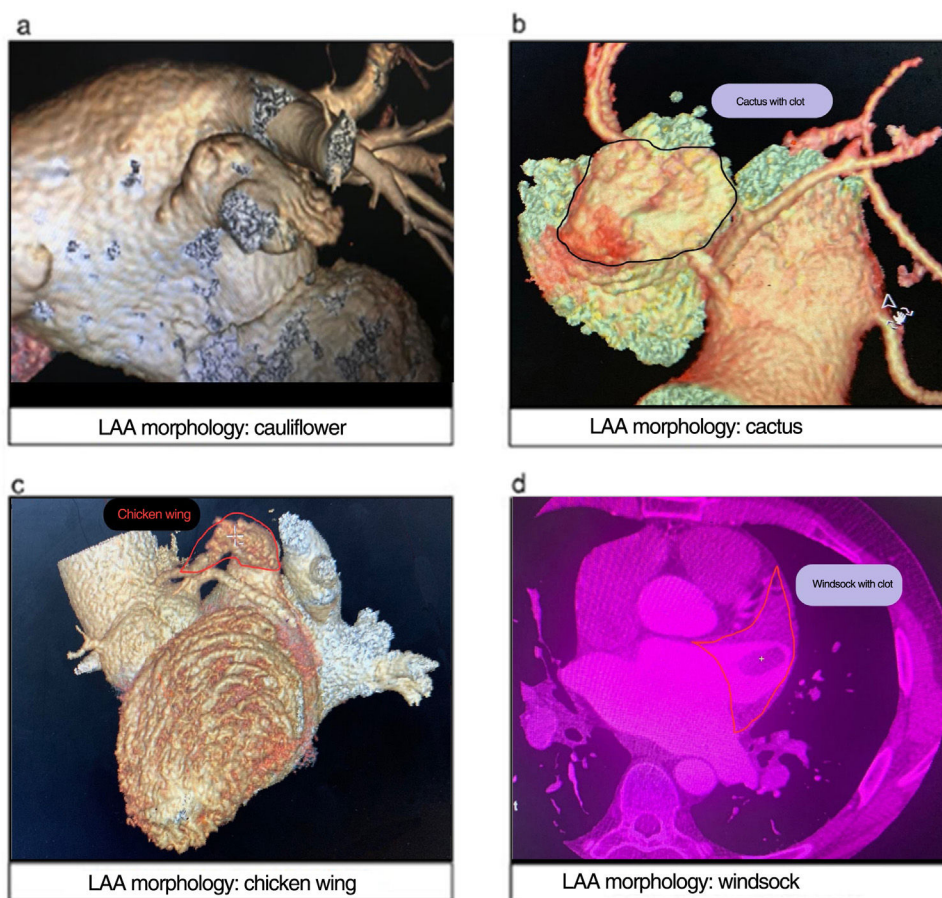 a
b
Cactus with clot
LAA morphology: cauliflower
LAA morphology: cactus
c
d
Chicken wing
Windsock with clot
t
LAA morphology: chicken wing
LAA morphology: windsock